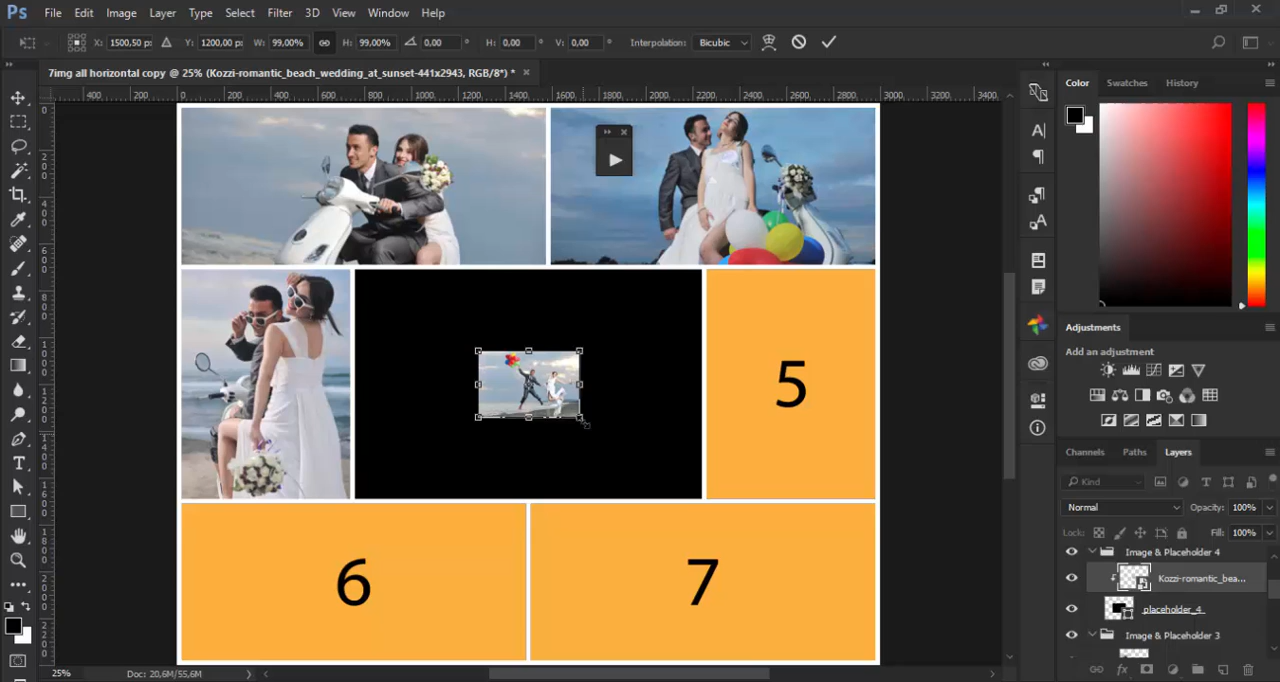 Ps File Edit Image Layer Type Select Filter 3D View Window Help
X: 1500,50 px Y: 1200,00 px W: 99,00% H: 99,00% 0,00 ° H: 0,00 ° V: 0,00 ° Interpolation: Bicubic
7img all horizontal copy @ 25% (Kozzi-romantic_beach_wedding_at_sunset-441x2943, RGB/8*) *
400 200 0 200 400 600 800 1000 1200 1400 1600 1800 2000 2200 2400 2600 2800 3000 3200 3400
Color Swatches History
Adjustments
Add an adjustment
5
Channels Paths Layers
Kind
Normal Opacity: 100%
Lock: Fill: 100%
Image & Placeholder 4
Kozzi-romantic_bea...
placeholder_4
Image & Placeholder 3
6 7
25% Doc: 20,6M/55,6M